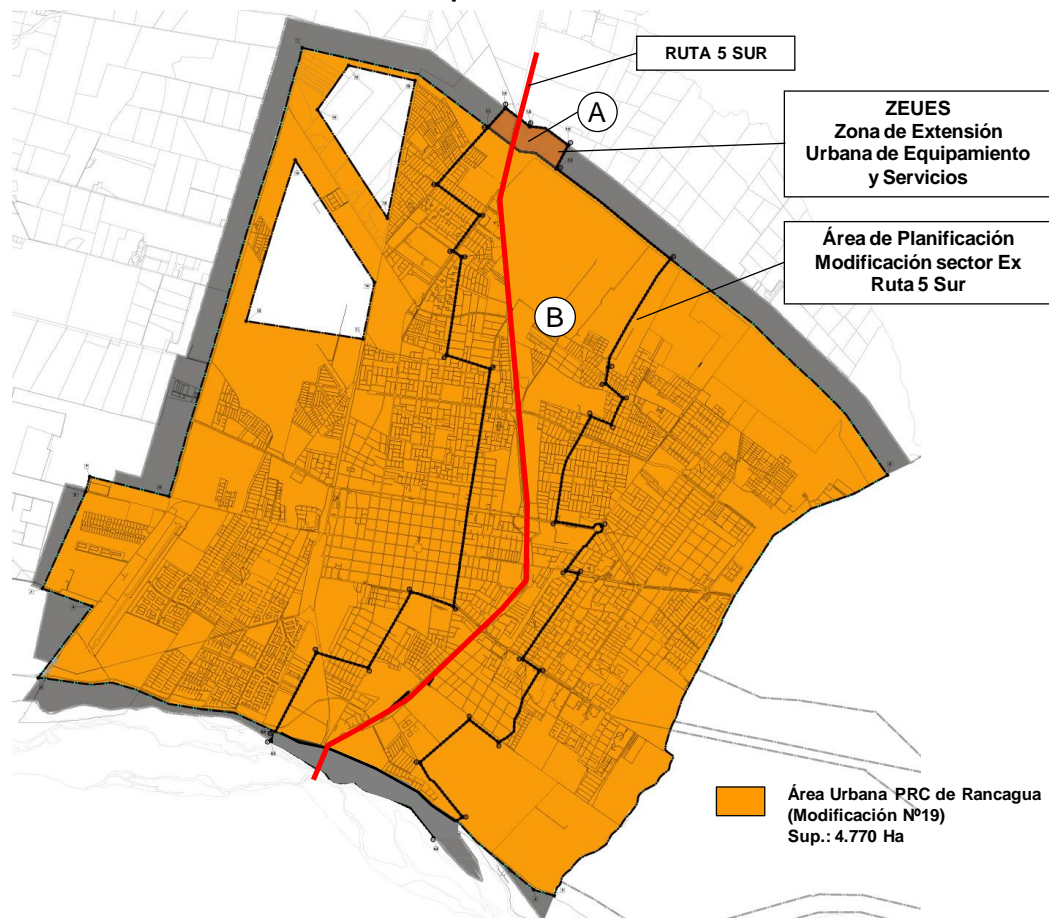 RUTA 5 SUR
A
ZEUES
Zona de Extensión
Urbana de Equipamiento
y Servicios
Área de Planificación
Modificación sector Ex
Ruta 5 Sur
B
Área Urbana PRC de Rancagua
(Modificación Nº19)
Sup.: 4.770 Ha